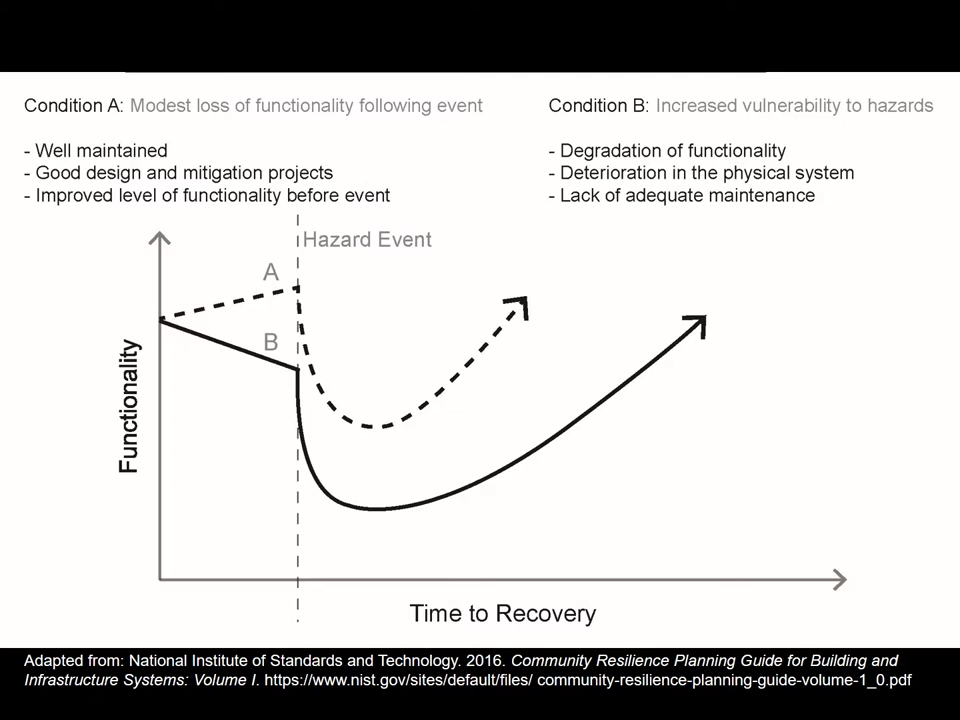 Condition A: Modest loss of functionality following event
- Well maintained
- Good design and mitigation projects
- Improved level of functionality before event
Condition B: Increased vulnerability to hazards
- Degradation of functionality
- Deterioration in the physical system
- Lack of adequate maintenance
Hazard Event
A
B
Functionality
Time to Recovery
Adapted from: National Institute of Standards and Technology. 2016. Community Resilience Planning Guide for Building and
Infrastructure Systems: Volume I. https://www.nist.gov/sites/default/files/ community-resilience-planning-guide-volume-1_0.pdf